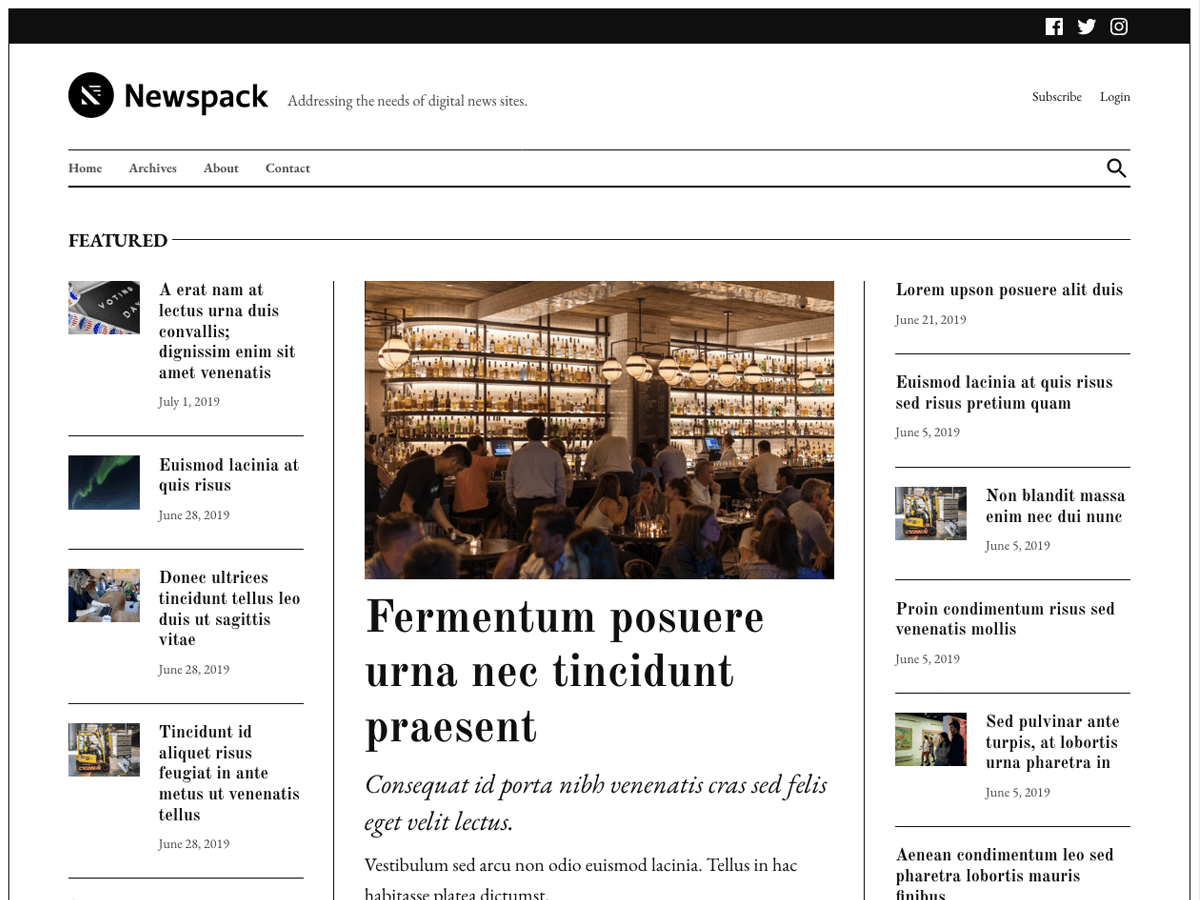 Newspack
Addressing the needs of digital news sites.
Subscribe
Login
Home
Archives
About
Contact
FEATURED
VOTING
DAY
A erat nam at
lectus urna duis
convallis;
dignissim enim sit
amet venenatis
July 1, 2019
Euismod lacinia at
quis risus
June 28, 2019
Donec ultrices
tincidunt tellus leo
duis ut sagittis
vitae
June 28, 2019
Tincidunt id
aliquet risus
feugiat in ante
metus ut venenatis
tellus
June 28, 2019
Fermentum posuere
urna nec tincidunt
praesent
Consequat id porta nibh venenatis cras sed felis
eget velit lectus.
Vestibulum sed arcu non odio euismod lacinia. Tellus in hac
habitasse platea dictumst.
Lorem upson posuere alit duis
June 21, 2019
Euismod lacinia at quis risus
sed risus pretium quam
June 5, 2019
Non blandit massa
enim nec dui nunc
June 5, 2019
Proin condimentum risus sed
venenatis mollis
June 5, 2019
Sed pulvinar ante
turpis, at lobortis
urna pharetra in
June 5, 2019
Aenean condimentum leo sed
pharetra lobortis mauris
finibus